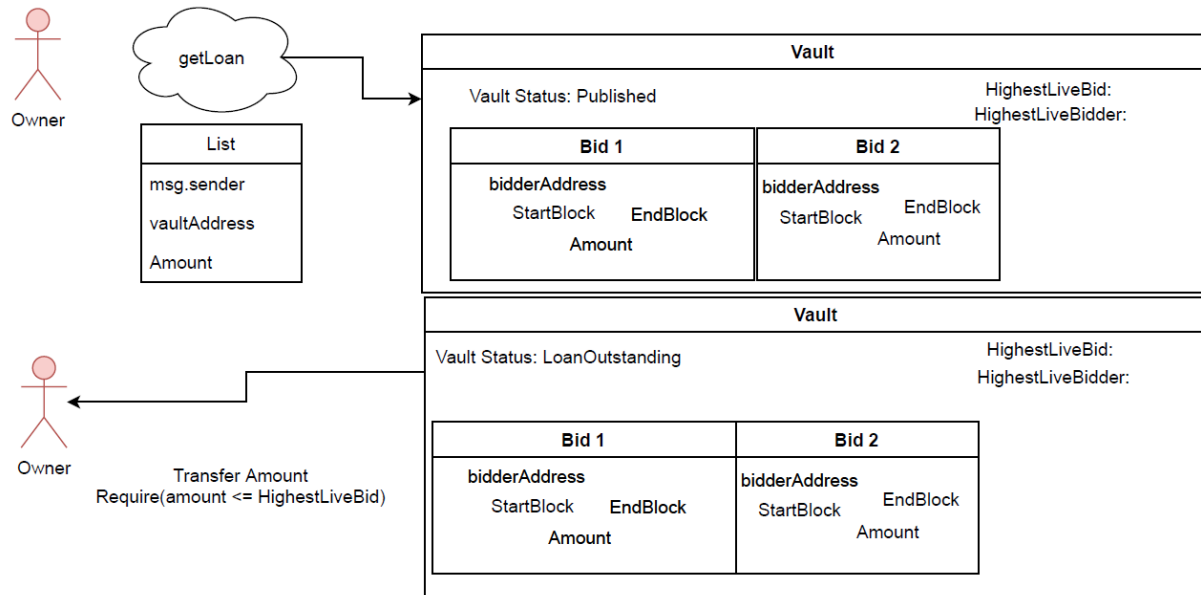 Owner
getLoan
List
msg.sender
vaultAddress
Amount
Vault
Vault Status: Published
HighestLiveBid:
HighestLiveBidder:
Bid 1
bidderAddress
StartBlock
EndBlock
Amount
Bid 2
bidderAddress
StartBlock
EndBlock
Amount
Vault
Vault Status: LoanOutstanding
HighestLiveBid:
HighestLiveBidder:
Bid 1
bidderAddress
StartBlock
EndBlock
Amount
Bid 2
bidderAddress
StartBlock
EndBlock
Amount
Owner
Transfer Amount
Require(amount <= HighestLiveBid)